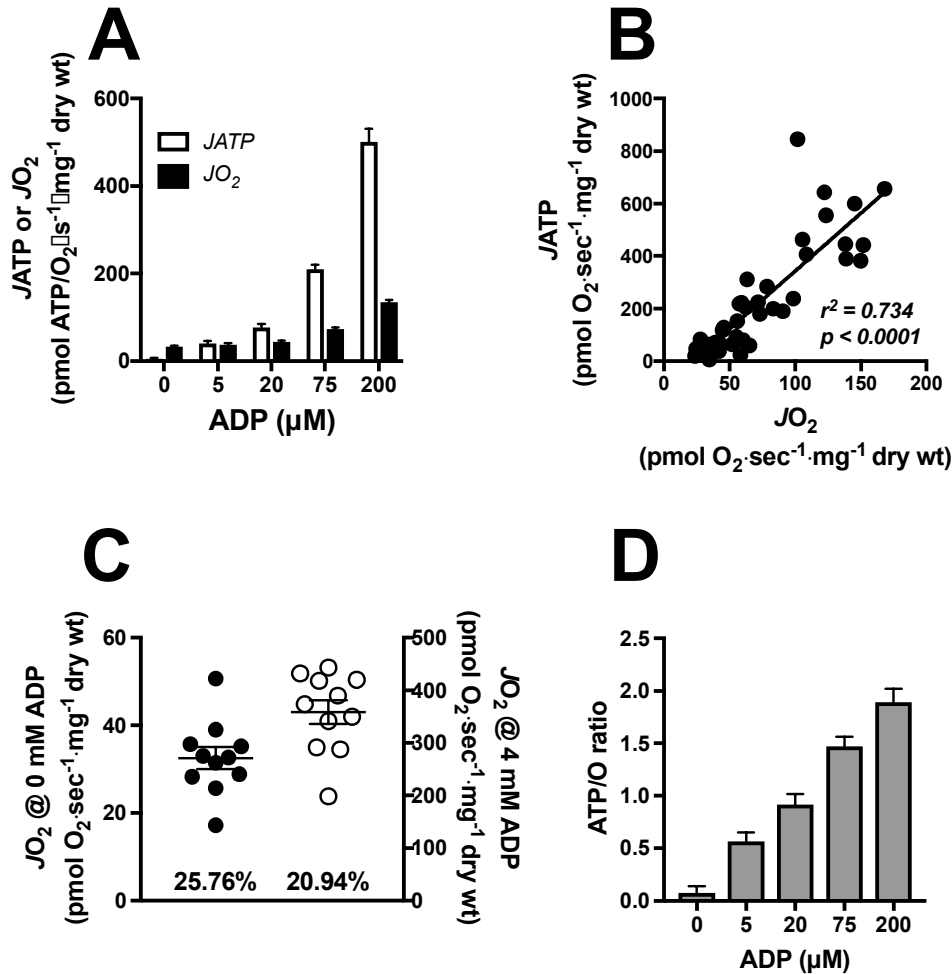 A
JATP or JO₂
(pmol ATP/O₂▯s⁻¹▯mg⁻¹ dry wt)
600
400
200
0
JATP
JO₂
0 5 20 75 200
ADP (µM)
B
JATP
(pmol O₂·sec⁻¹·mg⁻¹ dry wt)
1000
800
600
400
200
0
r² = 0.734
p < 0.0001
0 50 100 150 200
JO₂
(pmol O₂·sec⁻¹·mg⁻¹ dry wt)
C
JO₂ @ 0 mM ADP
(pmol O₂·sec⁻¹·mg⁻¹ dry wt)
60
40
20
0
25.76% 20.94%
500
400
300
200
100
0
JO₂ @ 4 mM ADP
(pmol O₂·sec⁻¹·mg⁻¹ dry wt)
D
ATP/O ratio
2.5
2.0
1.5
1.0
0.5
0.0
0 5 20 75 200
ADP (µM)